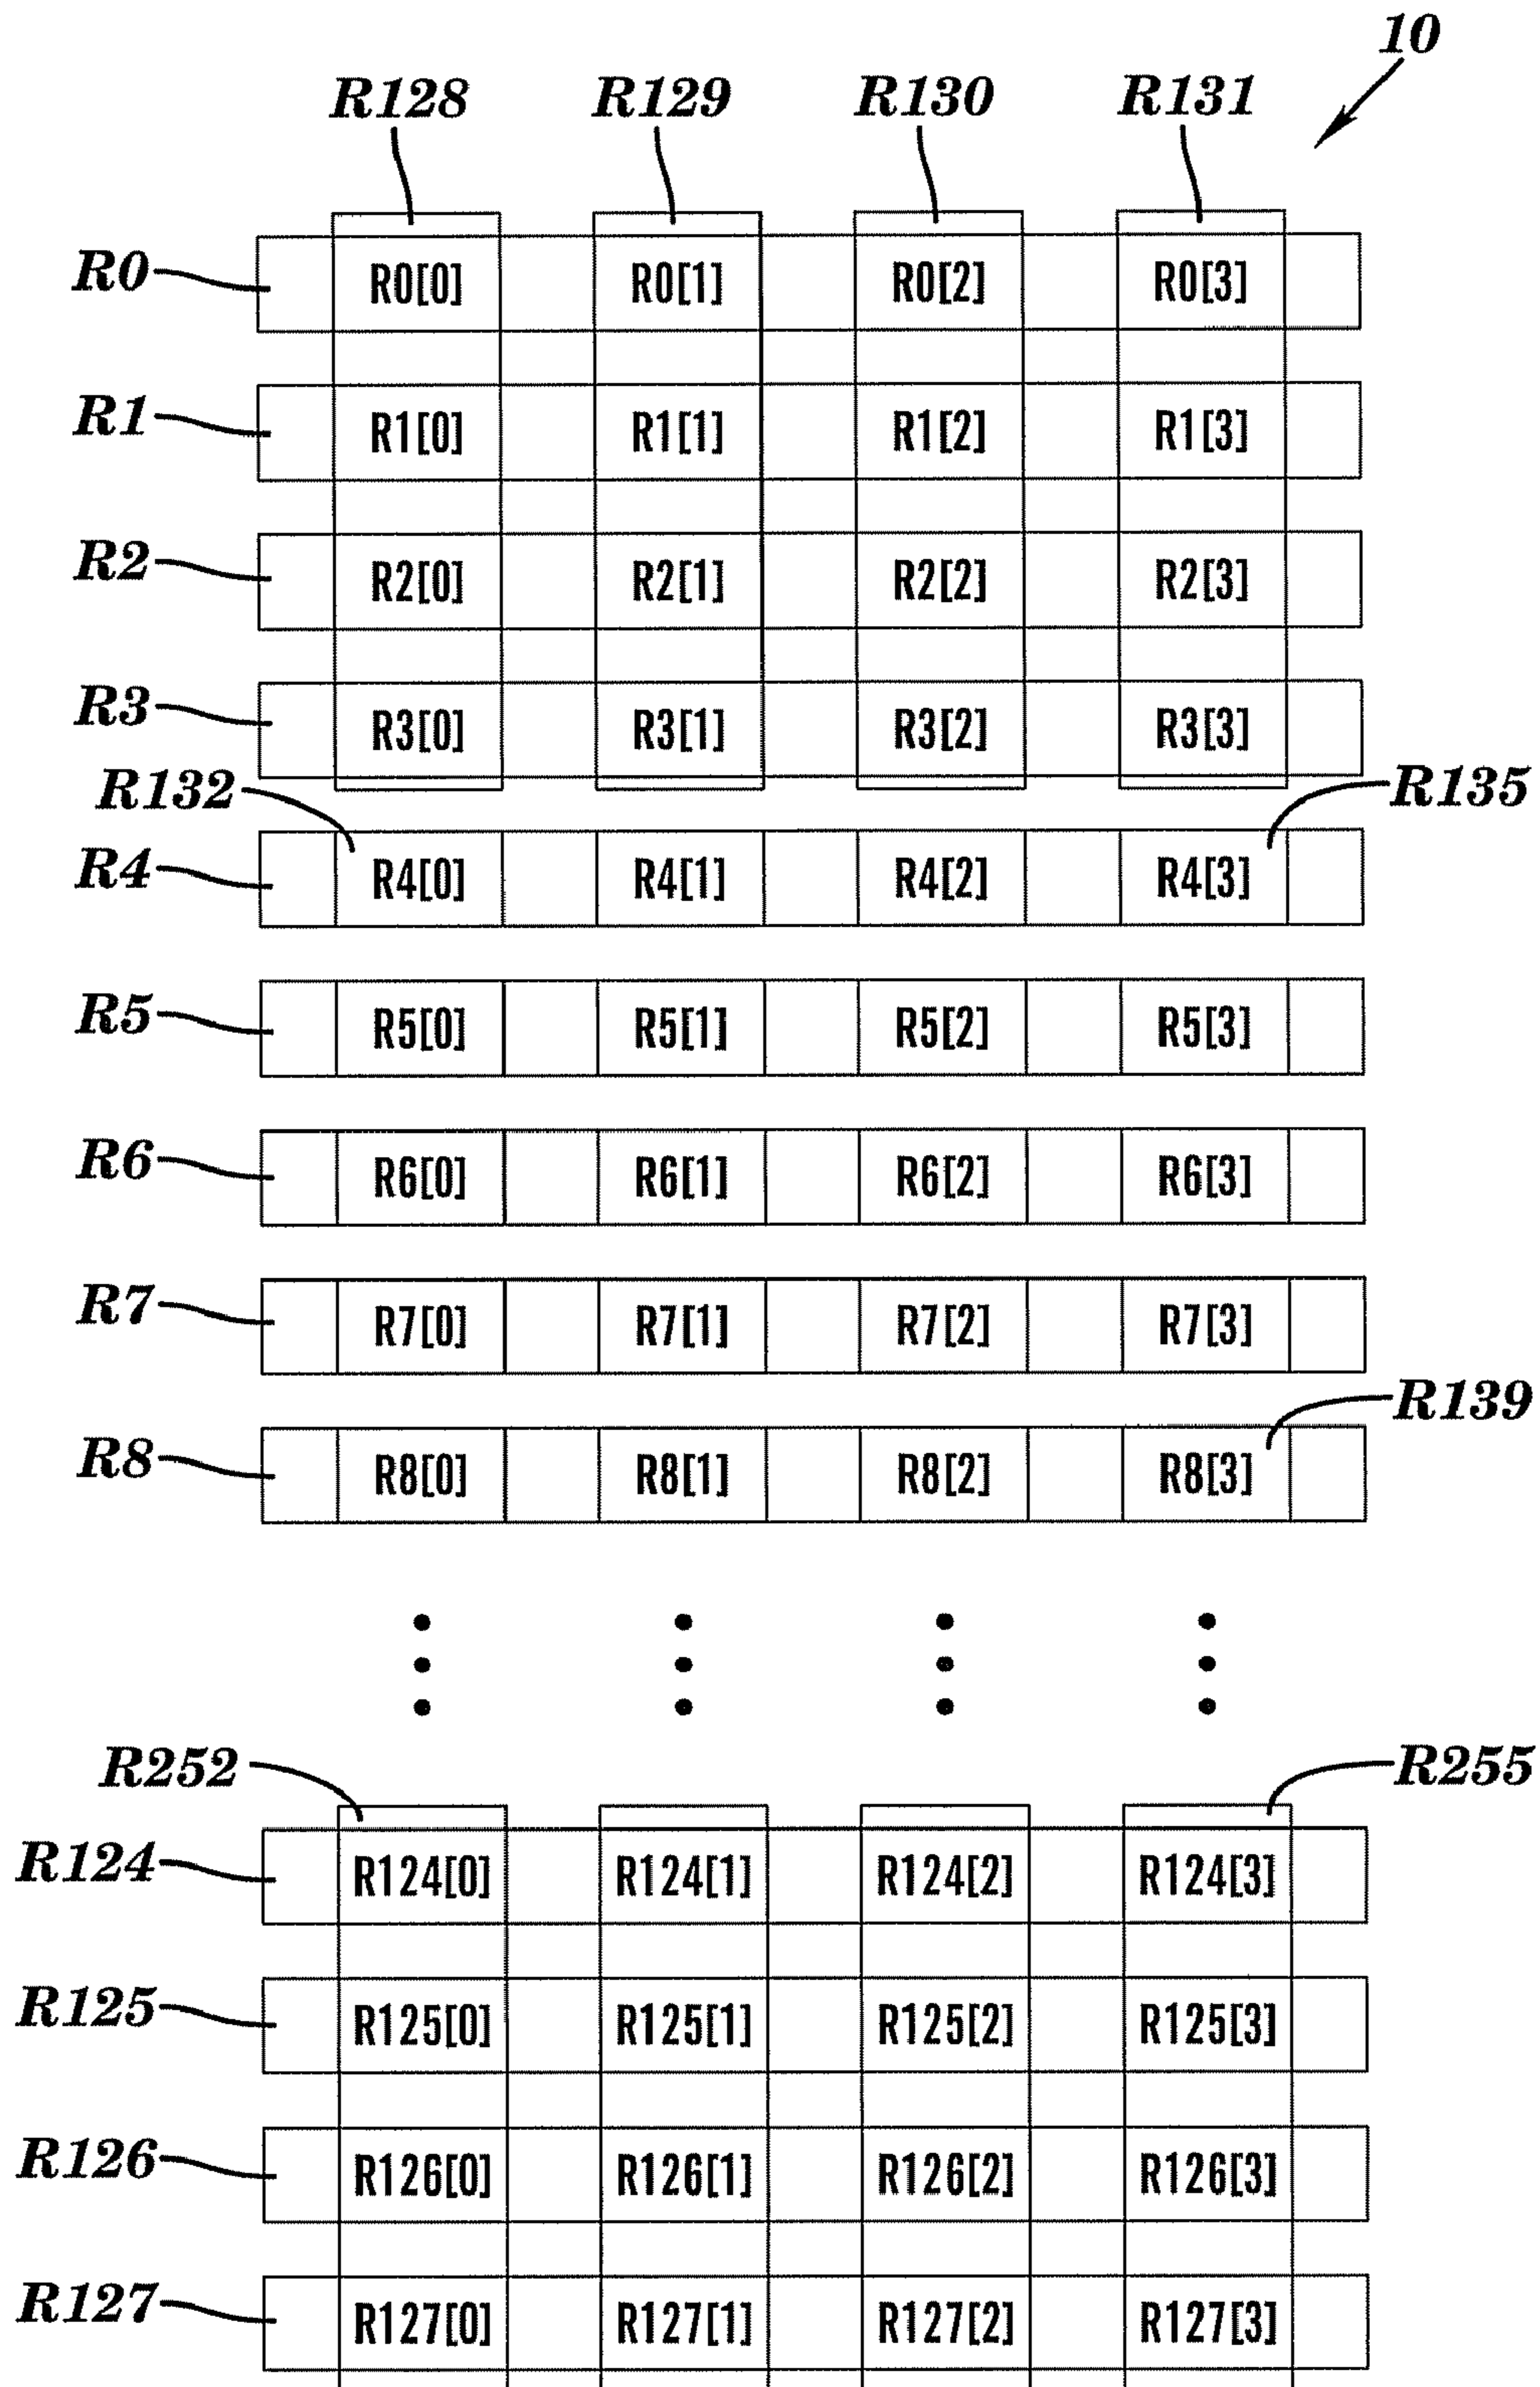 10
R128 R129 R130 R131
R0 R0[0] R0[1] R0[2] R0[3]
R1 R1[0] R1[1] R1[2] R1[3]
R2 R2[0] R2[1] R2[2] R2[3]
R3 R3[0] R3[1] R3[2] R3[3]
R132 R135
R4 R4[0] R4[1] R4[2] R4[3]
R5 R5[0] R5[1] R5[2] R5[3]
R6 R6[0] R6[1] R6[2] R6[3]
R7 R7[0] R7[1] R7[2] R7[3]
R139
R8 R8[0] R8[1] R8[2] R8[3]
R252 R255
R124 R124[0] R124[1] R124[2] R124[3]
R125 R125[0] R125[1] R125[2] R125[3]
R126 R126[0] R126[1] R126[2] R126[3]
R127 R127[0] R127[1] R127[2] R127[3]